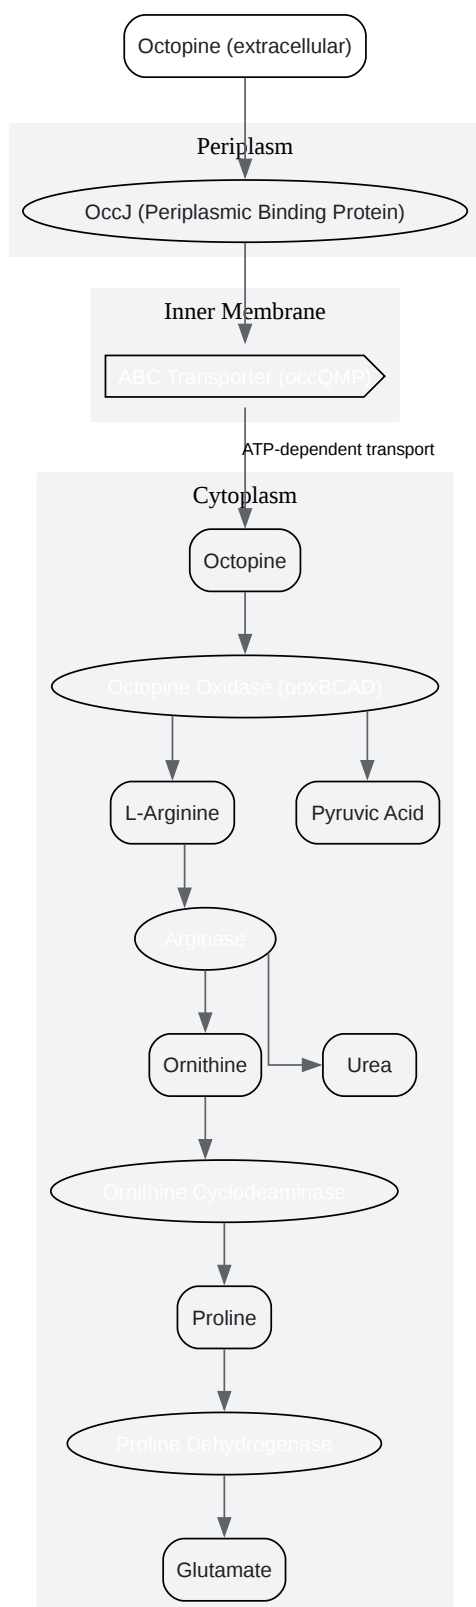 Octopine (extracellular)
Periplasm
OccJ (Periplasmic Binding Protein)
Inner Membrane
ABC Transporter (occQMP)
ATP-dependent transport
Cytoplasm
Octopine
Octopine Oxidase (ooxBCAD)
L-Arginine
Pyruvic Acid
Arginase
Ornithine
Urea
Ornithine Cyclodeaminase
Proline
Proline Dehydrogenase
Glutamate